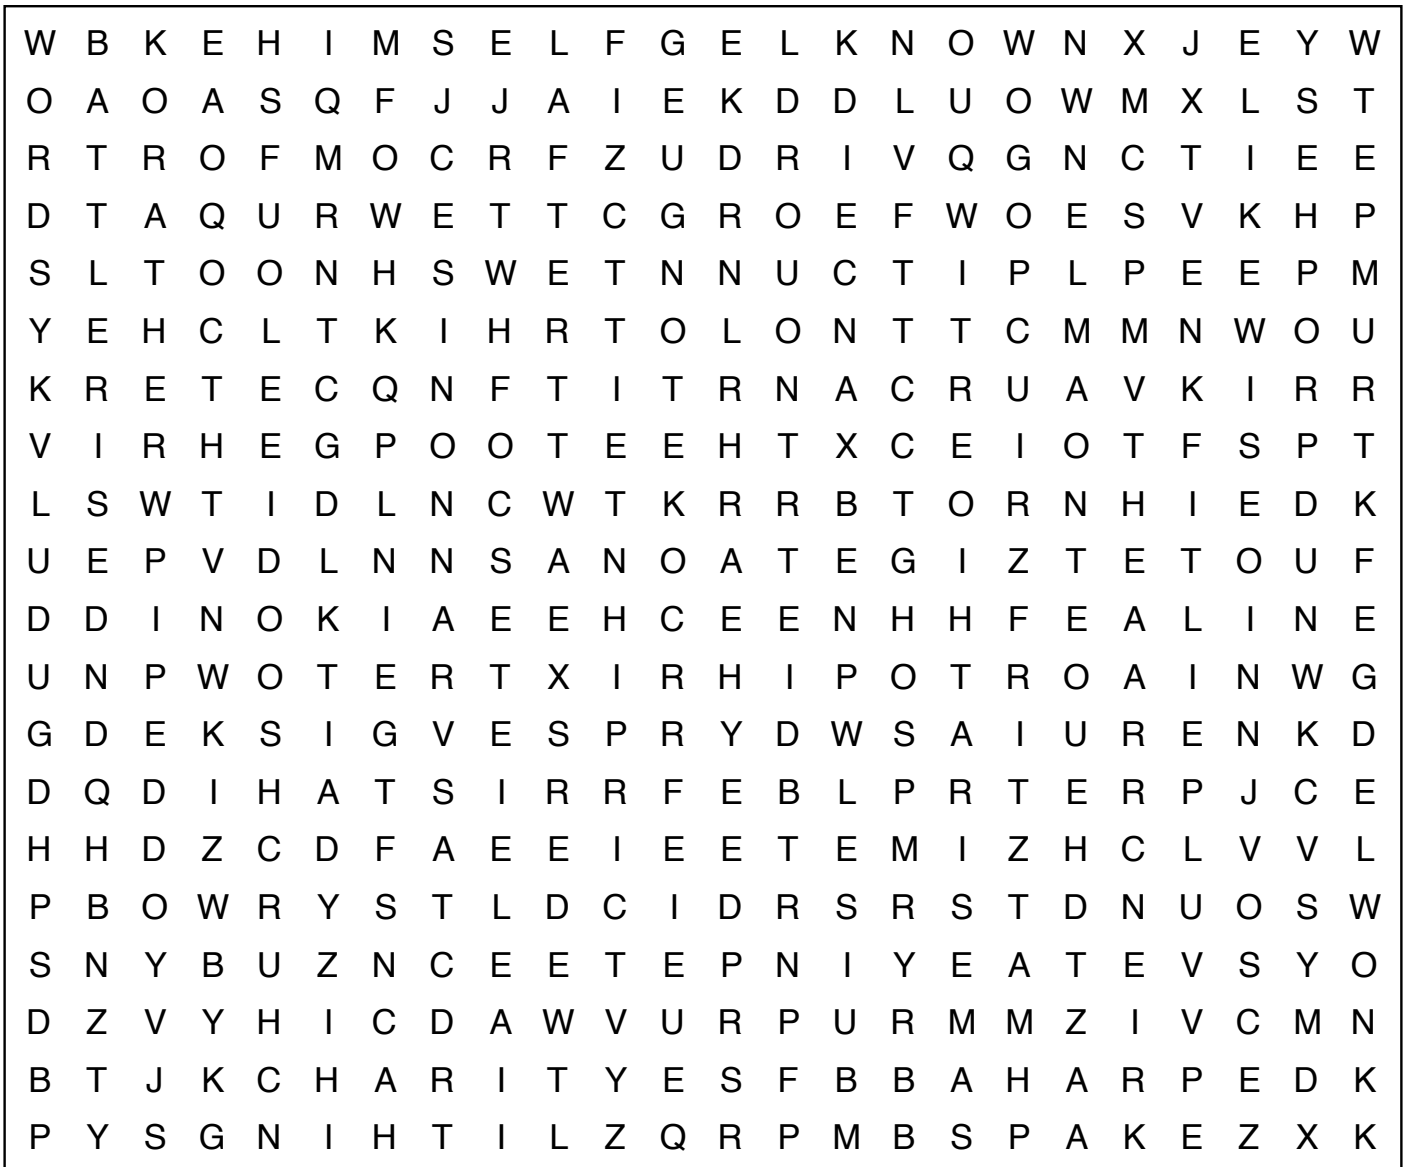 W B K E H I M S E L F G E L K N O W N X J E Y W
O A O A S Q F J J A I E K D D L U O W M X L S T
R T R O F M O C R F Z U D R I V Q G N C T I E E
D T A Q U R W E T T C G R O E F W O E S V K H P
S L T O O N H S W E T N N U C T I P L P E E P M
Y E H C L T K I H R T O L O N T T C M M N W O U
K R E T E C Q N F T I T R N A C R U A V K I R R
V I R H E G P O O T E E H T X C E I O T F S P T
L S W T I D L N C W T K R R B T O R N H I E D K
U E P V D L N N S A N O A T E G I Z T E T O U F
D D I N O K I A E E H C E E N H H F E A L I N E
U N P W O T E R T X I R H I P O T R O A I N W G
G D E K S I G V E S P R Y D W S A I U R E N K D
D Q D I H A T S I R R F E B L P R T E R P J C E
H H D Z C D F A E E I E E T E M I Z H C L V V L
P B O W R Y S T L D C I D R S R S T D N U O S W
S N Y B U Z N C E E T E P N I Y E A T E V S Y O
D Z V Y H I C D A W V U R P U R M M Z I V C M N
B T J K C H A R I T Y E S F B B A H A R P E D K
P Y S G N I H T I L Z Q R P M B S P A K E Z X K